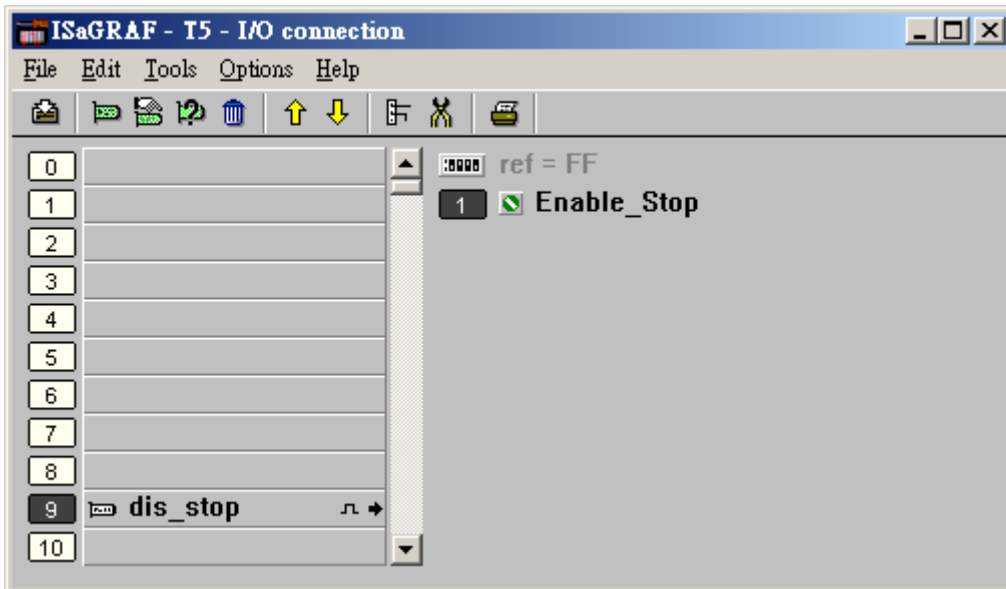 ISaGRAF - T5 - I/O connection
File Edit Tools Options Help
0
1
2
3
4
5
6
7
8
9 dis_stop
10
ref = FF
1 Enable_Stop